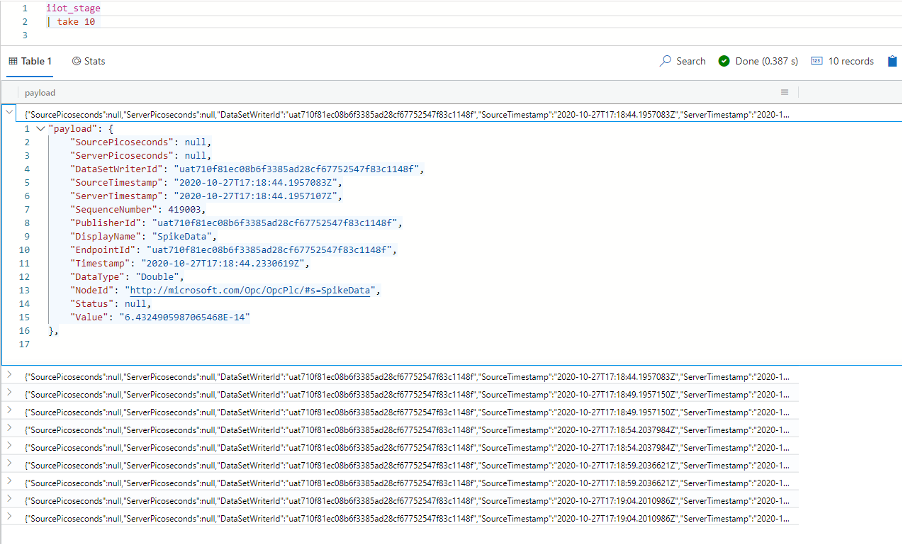 1 iiot_stage
2 | take 10
3
Table 1 Stats Search Done (0.387 s) 10 records
payload
{"SourcePicoseconds":null,"ServerPicoseconds":null,"DataSetWriterId":"uat710f81ec08b6f3385ad28cf67752547f83c1148f","SourceTimestamp":"2020-10-27T17:18:44.1957083Z","ServerTimestamp":"2020-1...
1 "payload": {
2 "SourcePicoseconds": null,
3 "ServerPicoseconds": null,
4 "DataSetWriterId": "uat710f81ec08b6f3385ad28cf67752547f83c1148f",
5 "SourceTimestamp": "2020-10-27T17:18:44.1957083Z",
6 "ServerTimestamp": "2020-10-27T17:18:44.1957107Z",
7 "SequenceNumber": 419003,
8 "PublisherId": "uat710f81ec08b6f3385ad28cf67752547f83c1148f",
9 "DisplayName": "SpikeData",
10 "EndpointId": "uat710f81ec08b6f3385ad28cf67752547f83c1148f",
11 "Timestamp": "2020-10-27T17:18:44.2330619Z",
12 "DataType": "Double",
13 "NodeId": "http://microsoft.com/Opc/OpcPlc/#s=SpikeData",
14 "Status": null,
15 "Value": "6.4324905987065468E-14"
16 },
17
{"SourcePicoseconds":null,"ServerPicoseconds":null,"DataSetWriterId":"uat710f81ec08b6f3385ad28cf67752547f83c1148f","SourceTimestamp":"2020-10-27T17:18:44.1957083Z","ServerTimestamp":"2020-1...
{"SourcePicoseconds":null,"ServerPicoseconds":null,"DataSetWriterId":"uat710f81ec08b6f3385ad28cf67752547f83c1148f","SourceTimestamp":"2020-10-27T17:18:49.1957150Z","ServerTimestamp":"2020-1...
{"SourcePicoseconds":null,"ServerPicoseconds":null,"DataSetWriterId":"uat710f81ec08b6f3385ad28cf67752547f83c1148f","SourceTimestamp":"2020-10-27T17:18:49.1957150Z","ServerTimestamp":"2020-1...
{"SourcePicoseconds":null,"ServerPicoseconds":null,"DataSetWriterId":"uat710f81ec08b6f3385ad28cf67752547f83c1148f","SourceTimestamp":"2020-10-27T17:18:54.2037984Z","ServerTimestamp":"2020-1...
{"SourcePicoseconds":null,"ServerPicoseconds":null,"DataSetWriterId":"uat710f81ec08b6f3385ad28cf67752547f83c1148f","SourceTimestamp":"2020-10-27T17:18:54.2037984Z","ServerTimestamp":"2020-1...
{"SourcePicoseconds":null,"ServerPicoseconds":null,"DataSetWriterId":"uat710f81ec08b6f3385ad28cf67752547f83c1148f","SourceTimestamp":"2020-10-27T17:18:59.2036621Z","ServerTimestamp":"2020-1...
{"SourcePicoseconds":null,"ServerPicoseconds":null,"DataSetWriterId":"uat710f81ec08b6f3385ad28cf67752547f83c1148f","SourceTimestamp":"2020-10-27T17:18:59.2036621Z","ServerTimestamp":"2020-1...
{"SourcePicoseconds":null,"ServerPicoseconds":null,"DataSetWriterId":"uat710f81ec08b6f3385ad28cf67752547f83c1148f","SourceTimestamp":"2020-10-27T17:19:04.2010986Z","ServerTimestamp":"2020-1...
{"SourcePicoseconds":null,"ServerPicoseconds":null,"DataSetWriterId":"uat710f81ec08b6f3385ad28cf67752547f83c1148f","SourceTimestamp":"2020-10-27T17:19:04.2010986Z","ServerTimestamp":"2020-1...